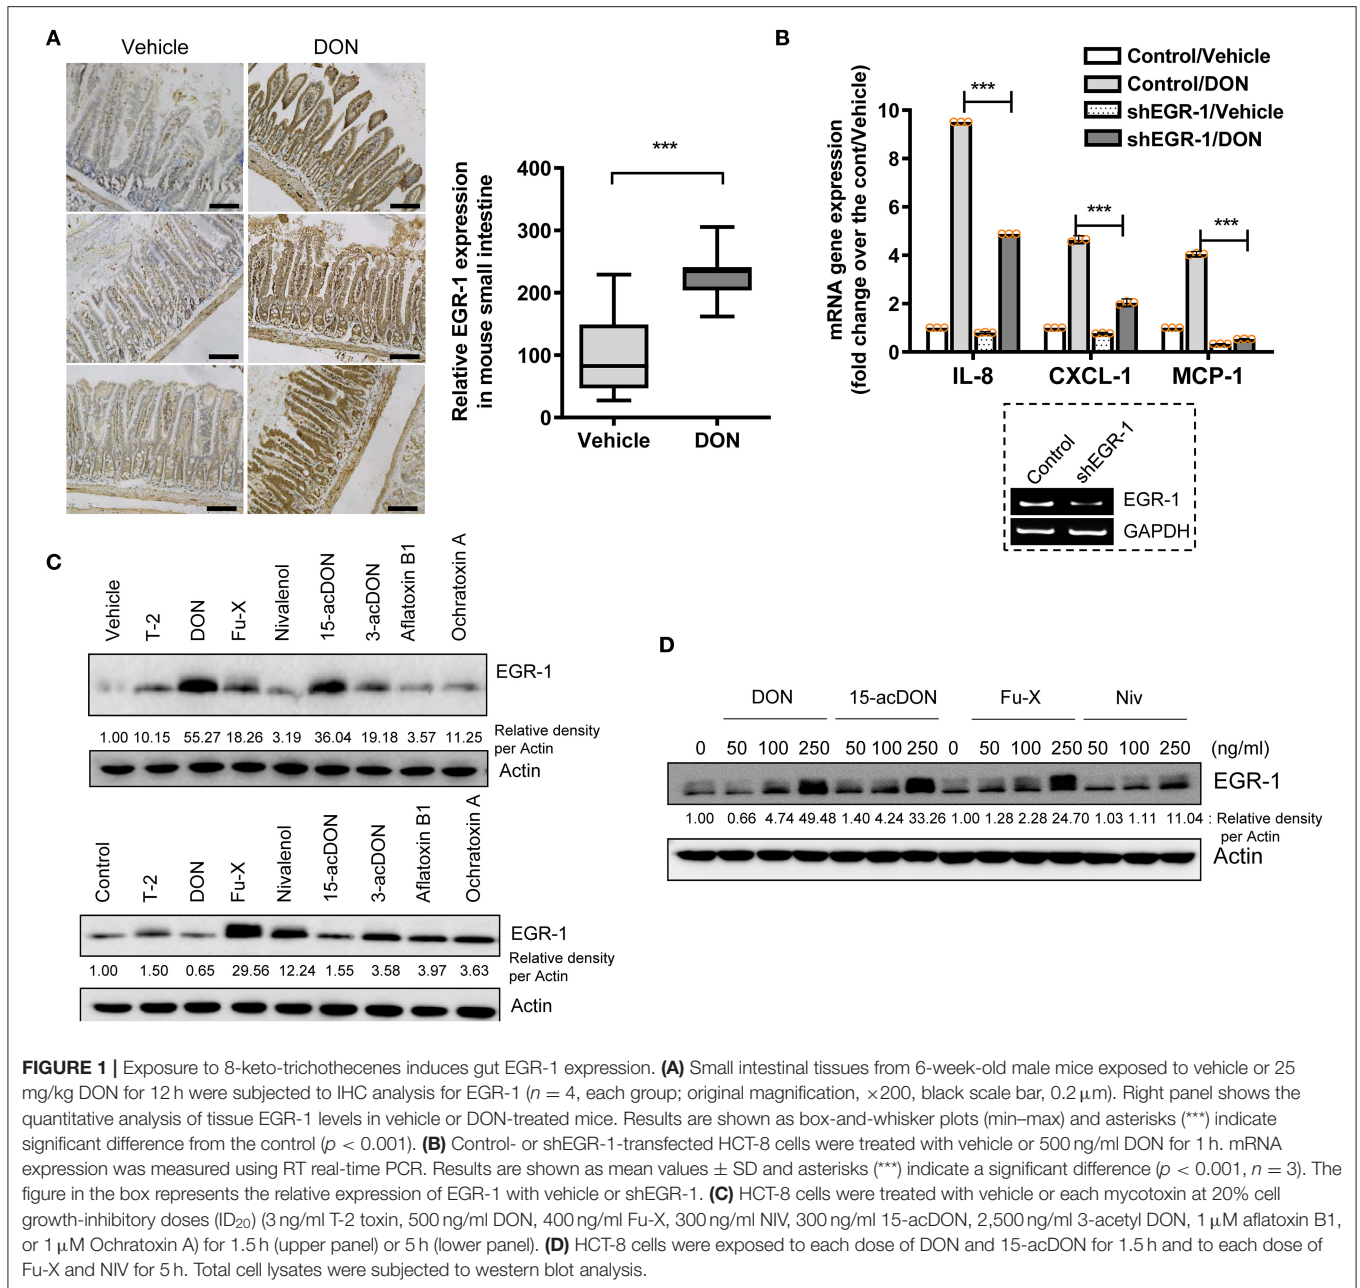 A
Vehicle
DON
Relative EGR-1 expression
in mouse small intestine
400
300
200
100
0
***
Vehicle
DON
B
Control/Vehicle
Control/DON
shEGR-1/Vehicle
shEGR-1/DON
mRNA gene expression
(fold change over the cont/Vehicle)
10
8
6
4
2
0
***
***
***
IL-8
CXCL-1
MCP-1
Control
shEGR-1
EGR-1
GAPDH
C
Vehicle
T-2
DON
Fu-X
Nivalenol
15-acDON
3-acDON
Aflatoxin B1
Ochratoxin A
EGR-1
1.00 10.15 55.27 18.26 3.19 36.04 19.18 3.57 11.25
Relative density
per Actin
Actin
Control
T-2
DON
Fu-X
Nivalenol
15-acDON
3-acDON
Aflatoxin B1
Ochratoxin A
EGR-1
1.00 1.50 0.65 29.56 12.24 1.55 3.58 3.97 3.63
Relative density
per Actin
Actin
D
DON 15-acDON Fu-X Niv
0 50 100 250 50 100 250 0 50 100 250 50 100 250 (ng/ml)
EGR-1
1.00 0.66 4.74 49.48 1.40 4.24 33.26 1.00 1.28 2.28 24.70 1.03 1.11 11.04 : Relative density
per Actin
Actin
FIGURE 1 | Exposure to 8-keto-trichothecenes induces gut EGR-1 expression. (A) Small intestinal tissues from 6-week-old male mice exposed to vehicle or 25
mg/kg DON for 12 h were subjected to IHC analysis for EGR-1 (n = 4, each group; original magnification, ×200, black scale bar, 0.2 μm). Right panel shows the
quantitative analysis of tissue EGR-1 levels in vehicle or DON-treated mice. Results are shown as box-and-whisker plots (min–max) and asterisks (***) indicate
significant difference from the control (p < 0.001). (B) Control- or shEGR-1-transfected HCT-8 cells were treated with vehicle or 500 ng/ml DON for 1 h. mRNA
expression was measured using RT real-time PCR. Results are shown as mean values ± SD and asterisks (***) indicate a significant difference (p < 0.001, n = 3). The
figure in the box represents the relative expression of EGR-1 with vehicle or shEGR-1. (C) HCT-8 cells were treated with vehicle or each mycotoxin at 20% cell
growth-inhibitory doses (ID20) (3 ng/ml T-2 toxin, 500 ng/ml DON, 400 ng/ml Fu-X, 300 ng/ml NIV, 300 ng/ml 15-acDON, 2,500 ng/ml 3-acetyl DON, 1 μM aflatoxin B1,
or 1 μM Ochratoxin A) for 1.5 h (upper panel) or 5 h (lower panel). (D) HCT-8 cells were exposed to each dose of DON and 15-acDON for 1.5 h and to each dose of
Fu-X and NIV for 5 h. Total cell lysates were subjected to western blot analysis.